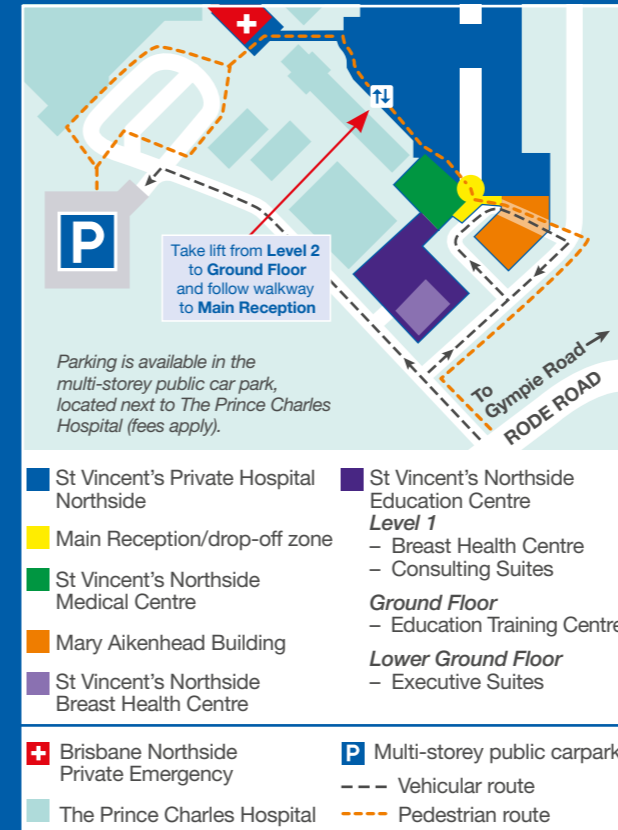 P
Take lift from Level 2
to Ground Floor
and follow walkway
to Main Reception
Parking is available in the
multi-storey public car park,
located next to The Prince Charles
Hospital (fees apply).
To
Gympie Road
RODE ROAD
St Vincent's Private Hospital
Northside
Main Reception/drop-off zone
St Vincent's Northside
Medical Centre
Mary Aikenhead Building
St Vincent's Northside
Breast Health Centre
St Vincent's Northside
Education Centre
Level 1
– Breast Health Centre
– Consulting Suites
Ground Floor
– Education Training Centre
Lower Ground Floor
– Executive Suites
Brisbane Northside
Private Emergency
The Prince Charles Hospital
P Multi-storey public carpark
Vehicular route
Pedestrian route